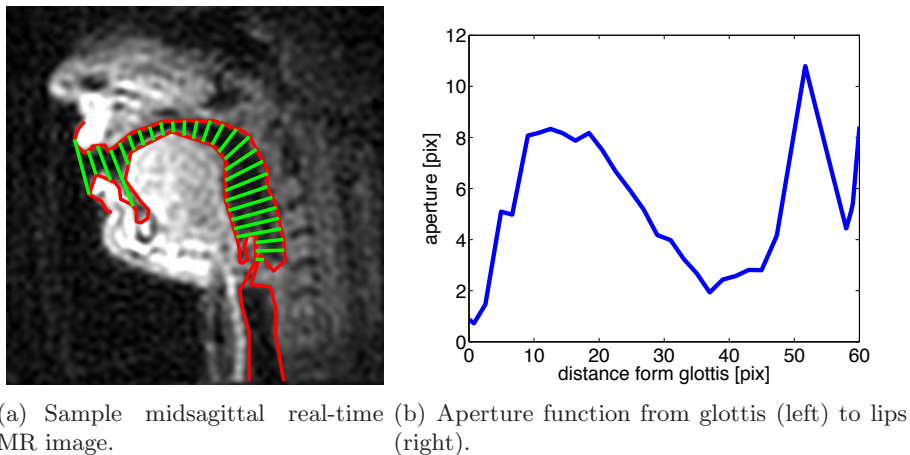 12
10
8
6
4
2
0
aperture [pix]
0 10 20 30 40 50 60
distance form glottis [pix]
(a) Sample midsagittal real-time
MR image.
(b) Aperture function from glottis (left) to lips
(right).